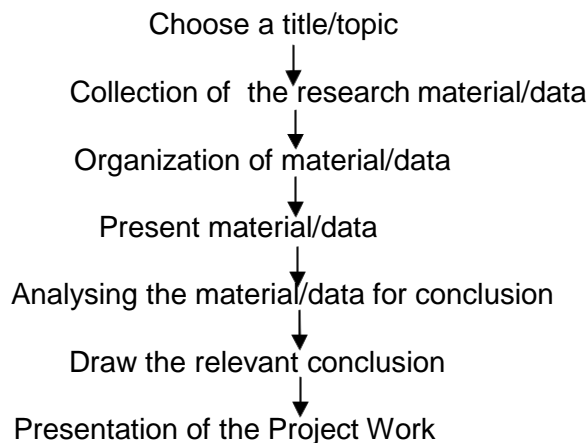 Choose a title/topic
Collection of the research material/data
Organization of material/data
Present material/data
Analysing the material/data for conclusion
Draw the relevant conclusion
Presentation of the Project Work